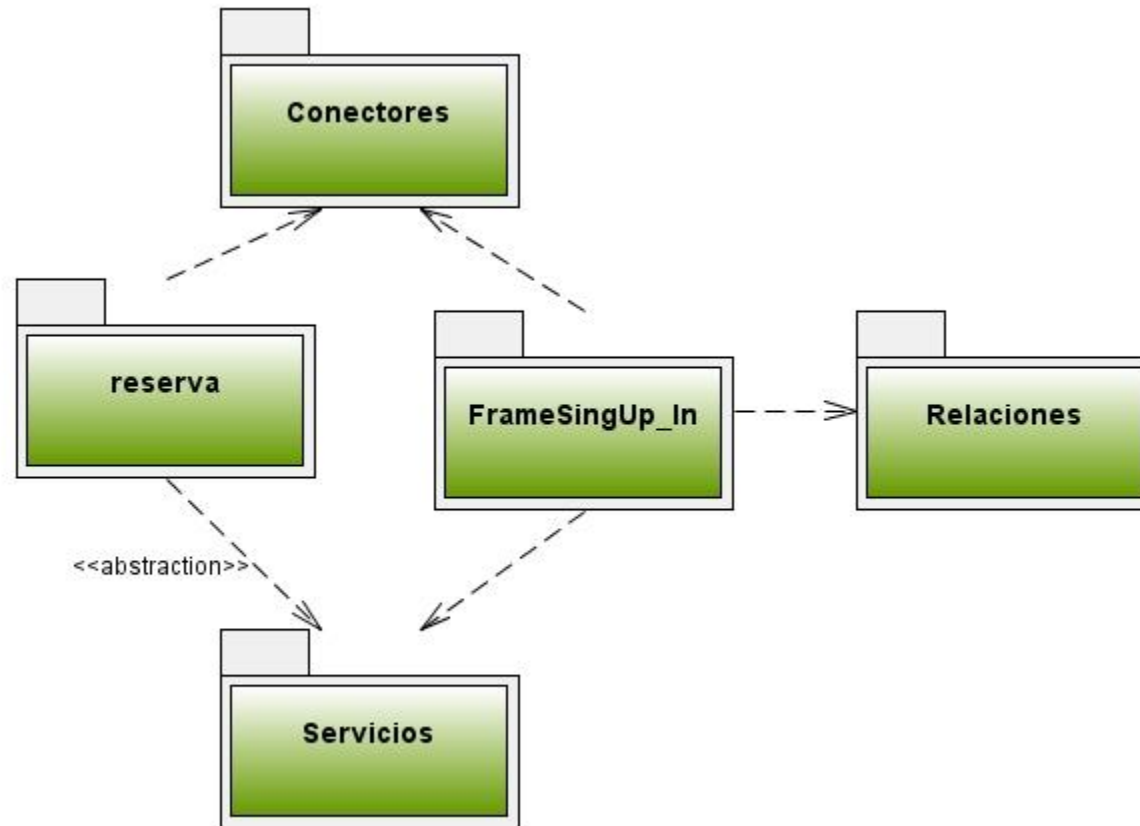 Conectores
reserva
FrameSingUp_In
Relaciones
<<abstraction>>
Servicios